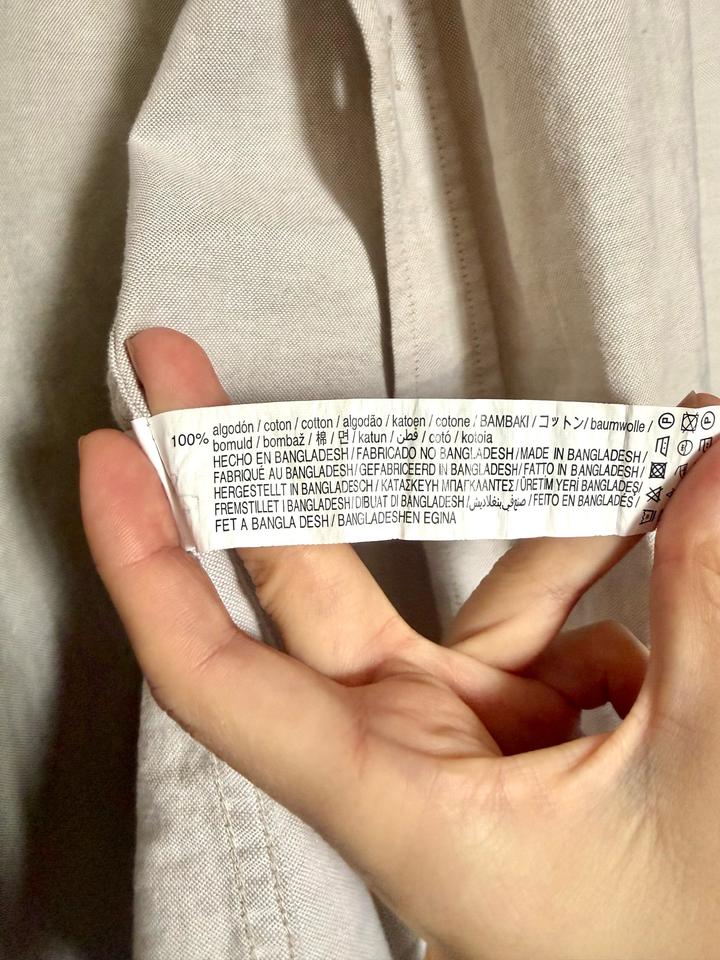 100% algodón / coton / cotton / algodão / katoen / cotone / BAMBAKI / コットン / baumwolle /
bomuld / bombaž / 棉 / 면 / katun / قطن / cotó / kotoia
HECHO EN BANGLADESH / FABRICADO NO BANGLADESH / MADE IN BANGLADESH /
FABRIQUÉ AU BANGLADESH / GEFABRICEERD IN BANGLADESH / FATTO IN BANGLADESH /
HERGESTELLT IN BANGLADESCH / ΚΑΤΑΣΚΕΥΗ ΜΠΑΓΚΛΑΝΤΕΣ / ÜRETİM YERİ BANGLADEŞ /
FREMSTILLET I BANGLADESH / DIBUAT DI BANGLADESH / صنع في بنغلاديش / FEITO EN BANGLADÉS /
FET A BANGLA DESH / BANGLADESHEN EGINA